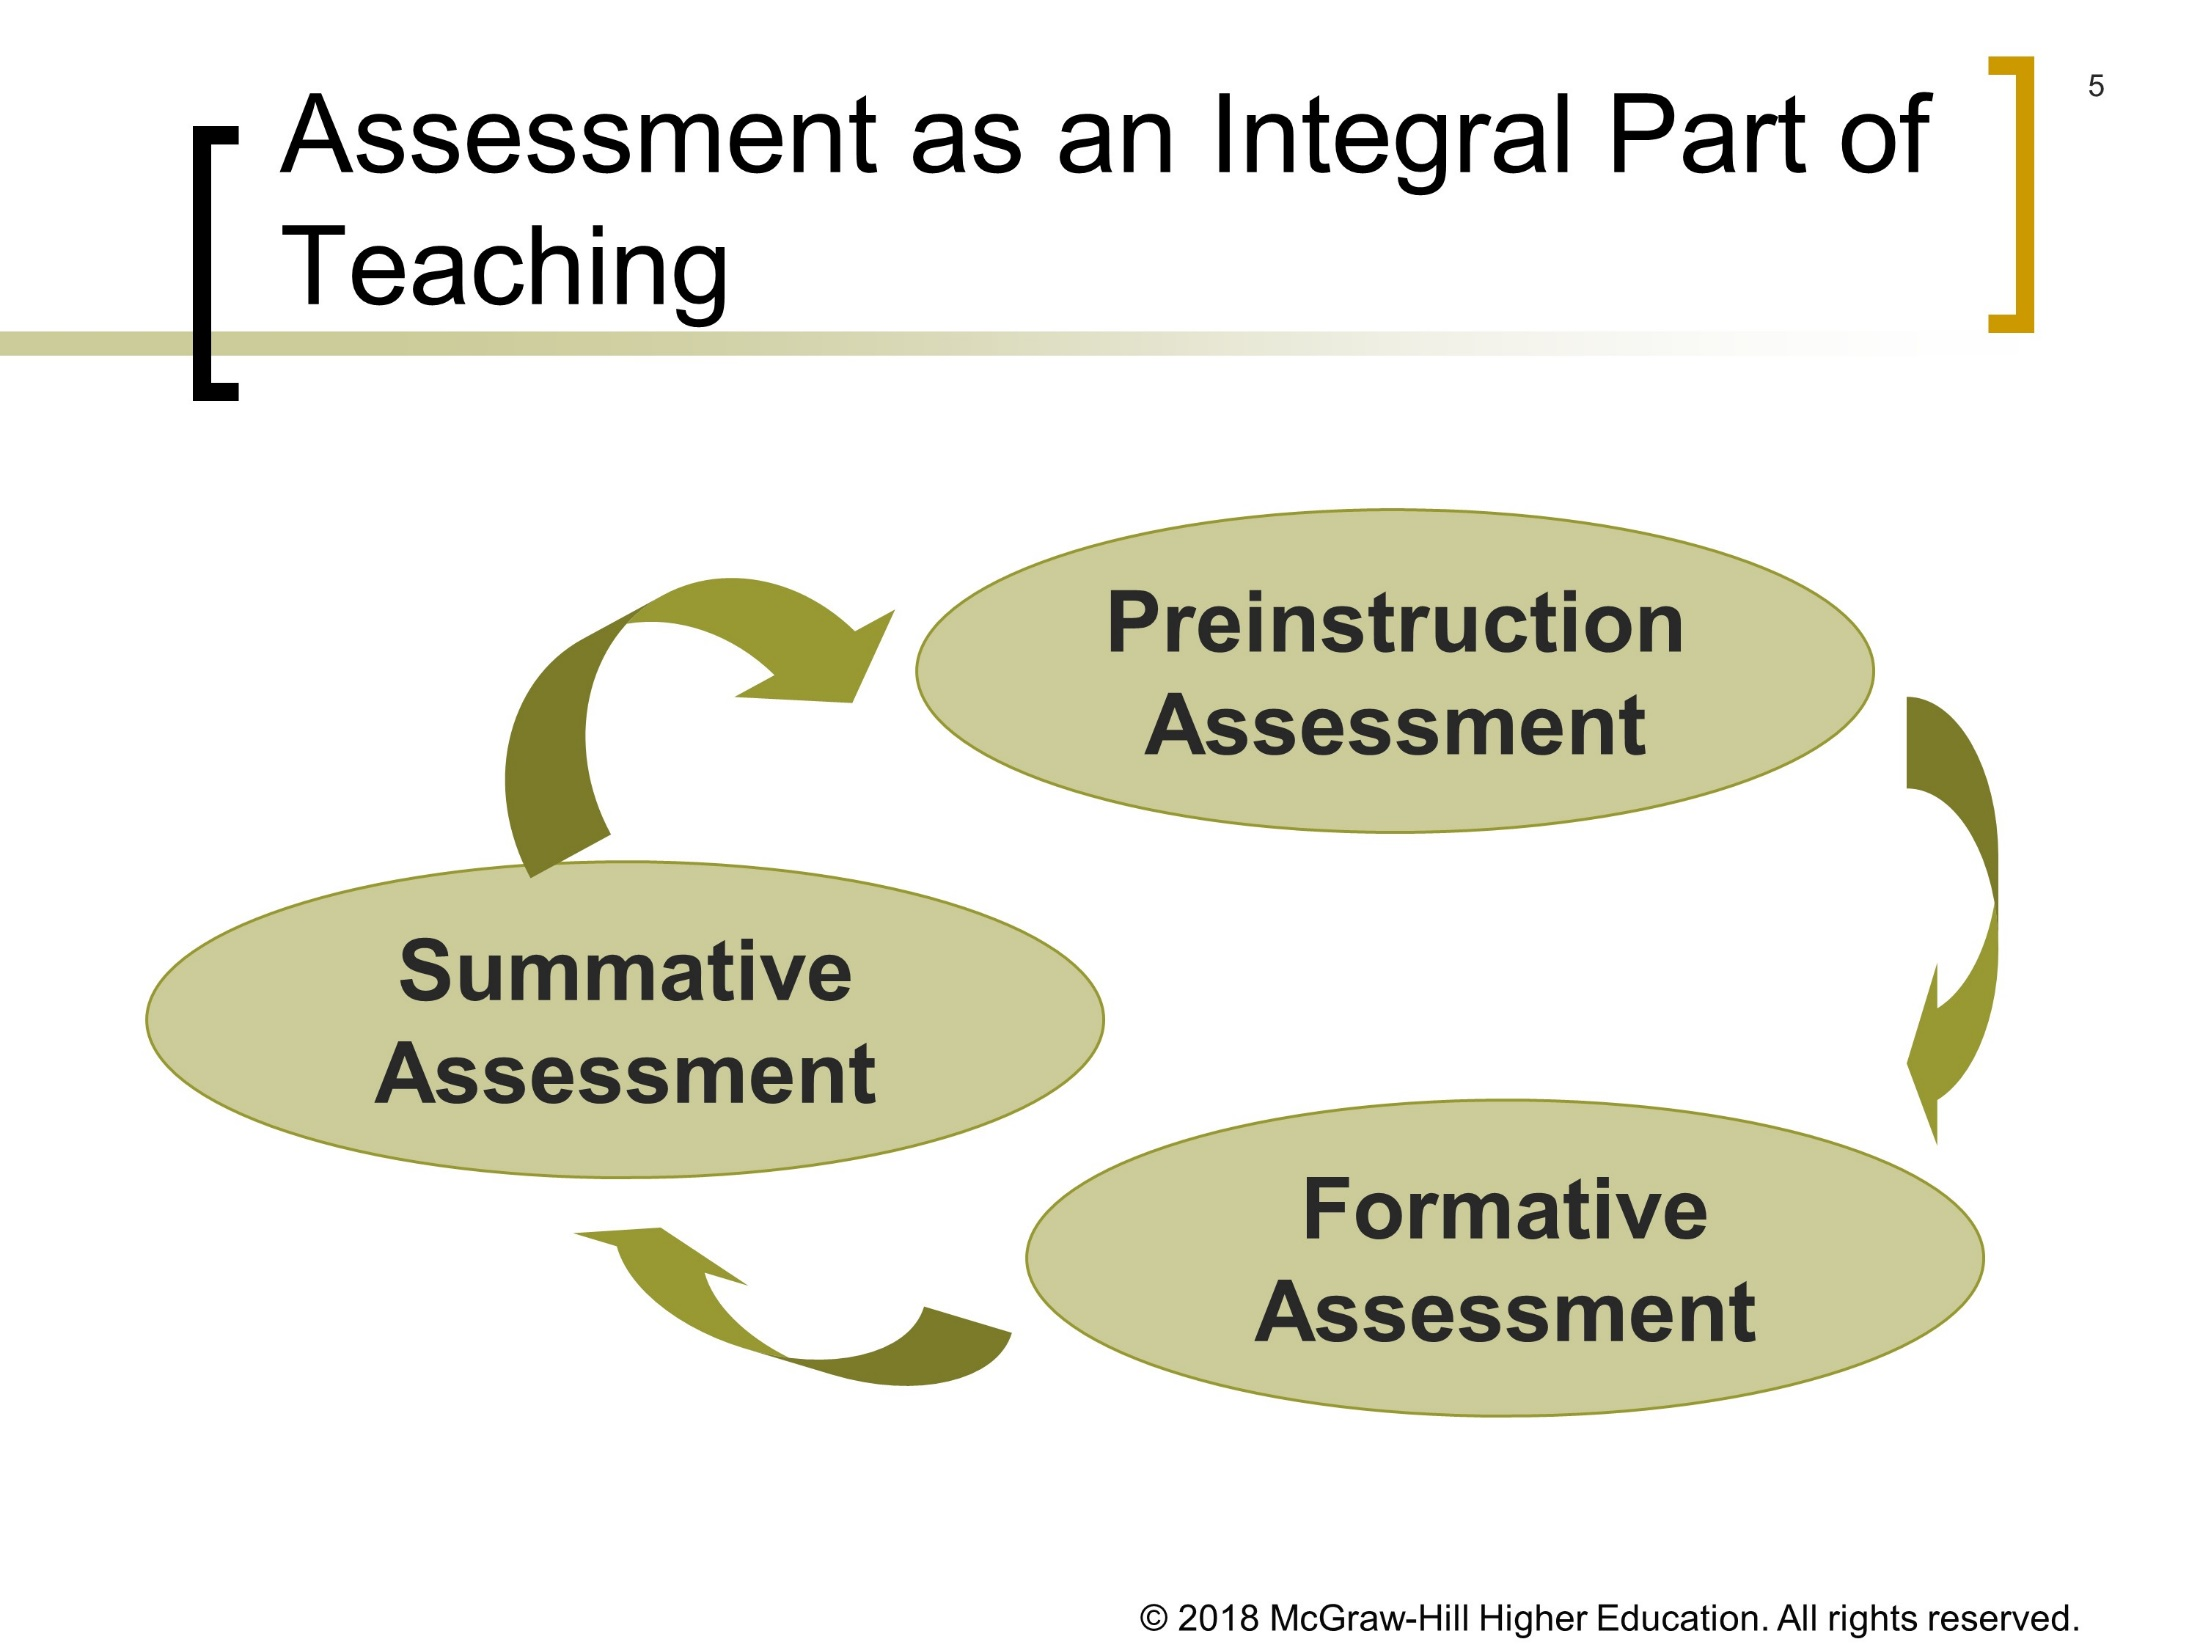 5
Assessment as an Integral Part of
Teaching
Preinstruction
Assessment
Summative
Assessment
Formative
Assessment
© 2018 McGraw-Hill Higher Education. All rights reserved.